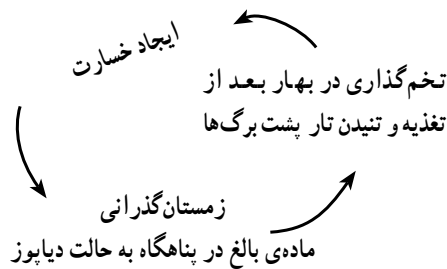 ایجاد خسارت
تخم‌گذاری در بهار بعد از
تغذیه و تنیدن تار پشت برگ‌ها
زمستان‌گذرانی
ماده‌ی بالغ در پناهگاه به حالت دیاپوز